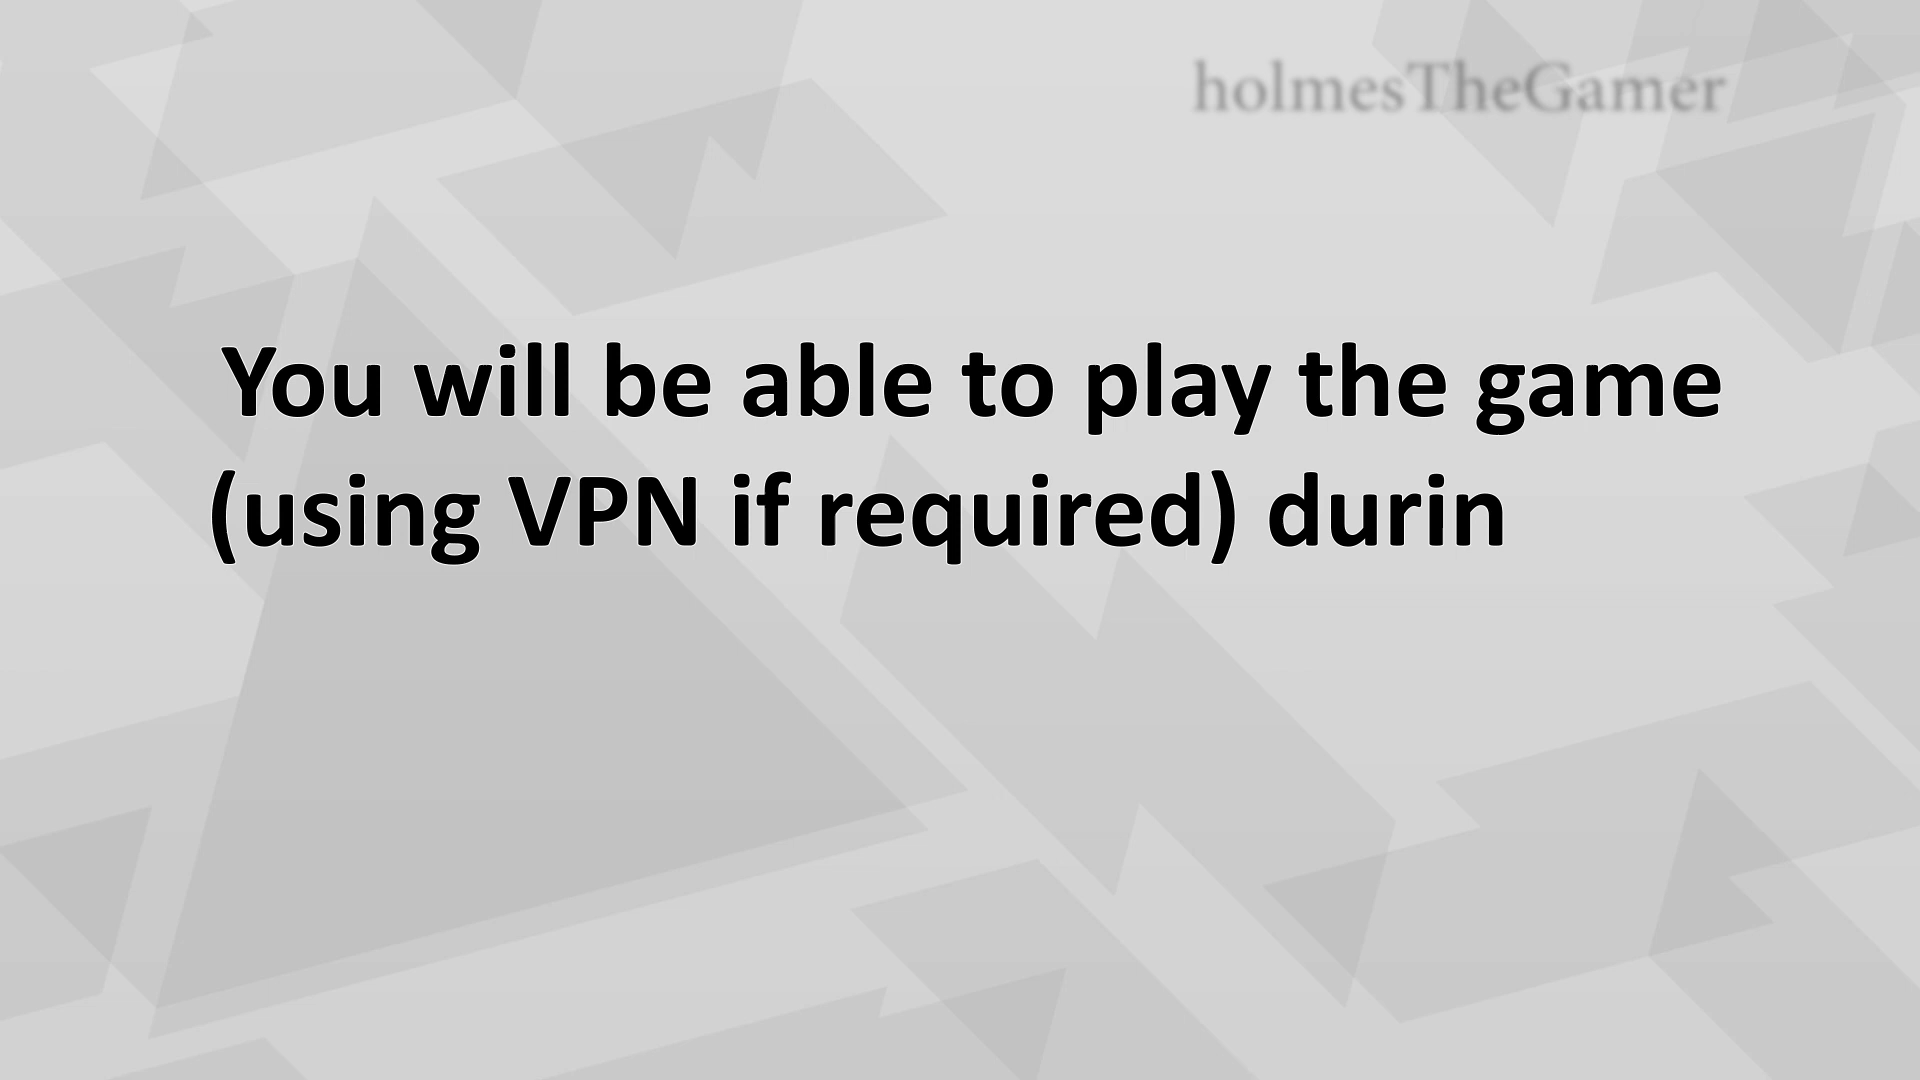 holmesTheGamer
You will be able to play the game
(using VPN if required) durin